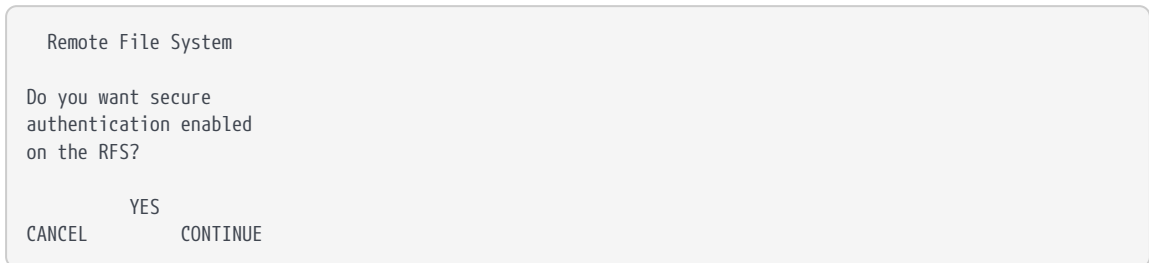 Remote File System
Do you want secure
authentication enabled
on the RFS?
YES
CANCEL CONTINUE